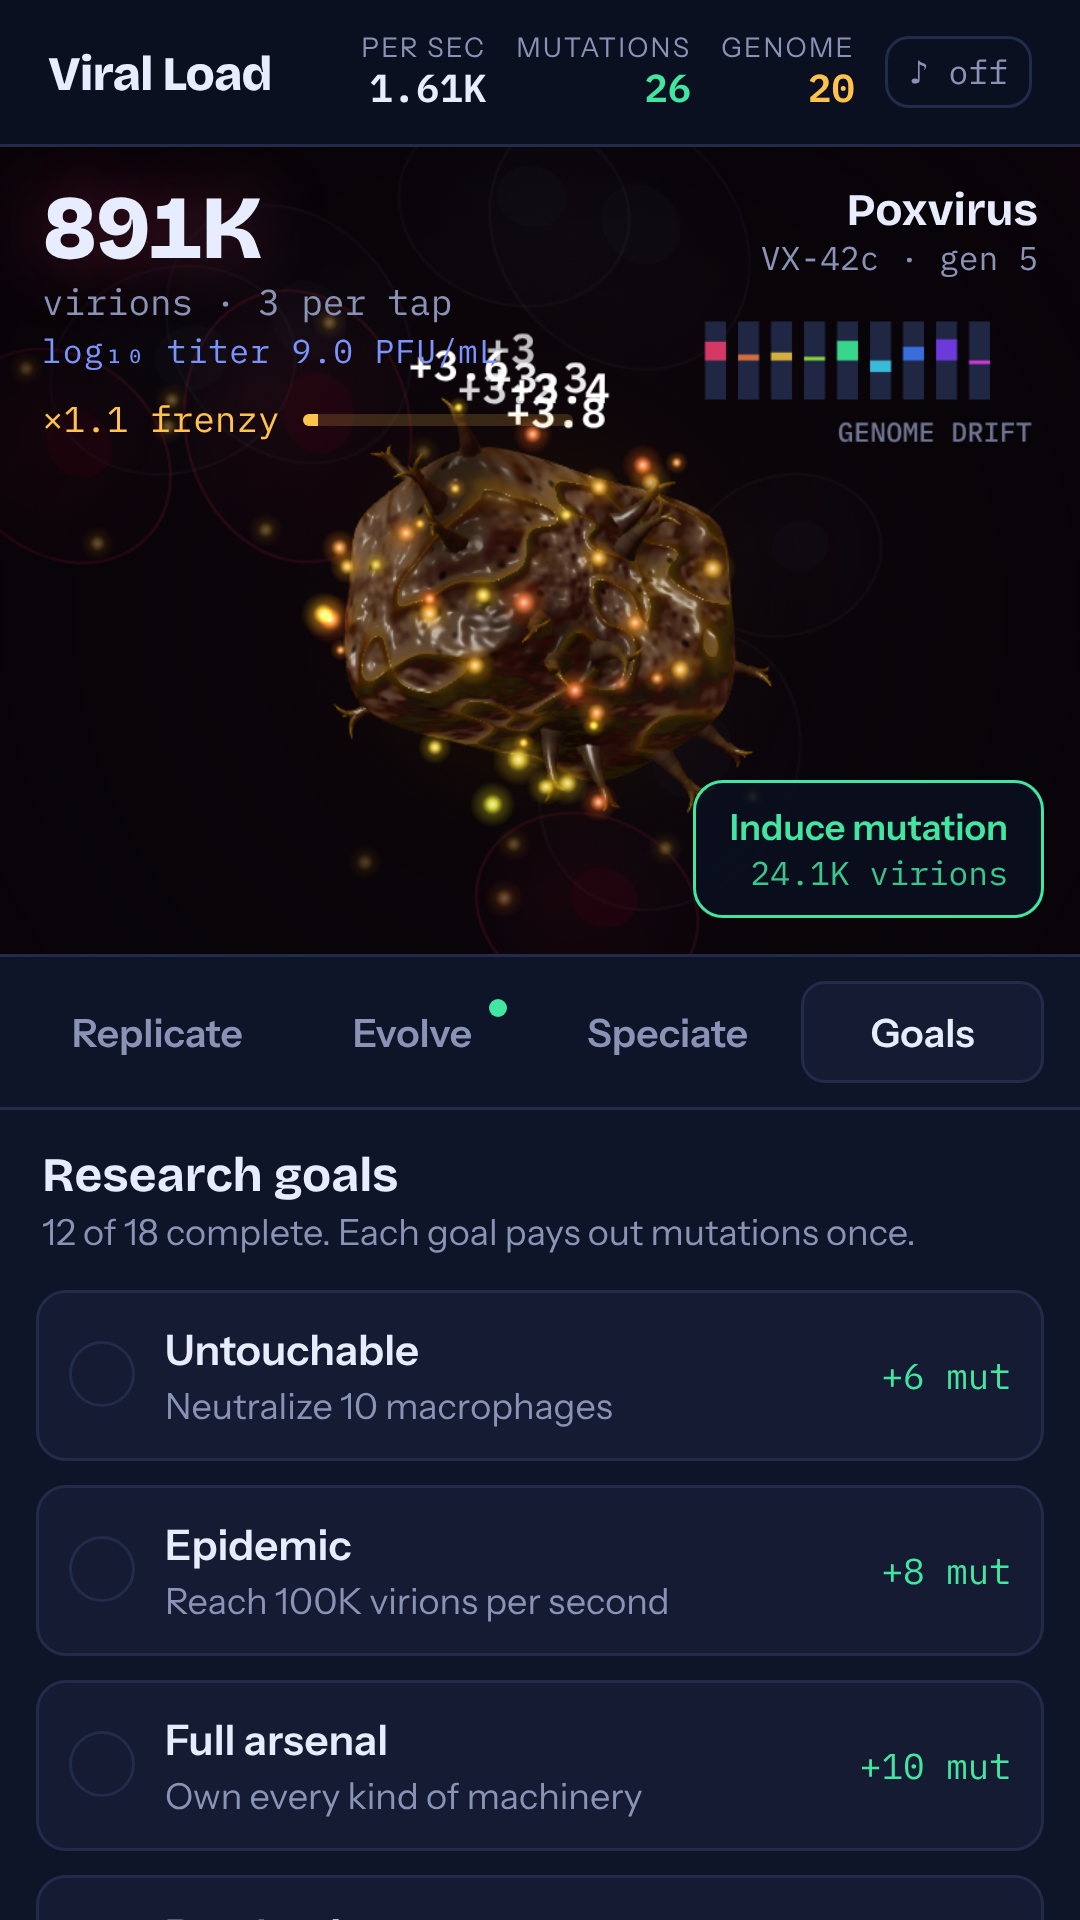 Viral Load
PER SEC
1.61K
MUTATIONS
26
GENOME
20
♪ off
891K
virions · 3 per tap
log₁₀ titer 9.0 PFU/mL
×1.1 frenzy
+3
+3.8
Poxvirus
VX-42c · gen 5
GENOME DRIFT
Induce mutation
24.1K virions
Replicate
Evolve
Speciate
Goals
Research goals
12 of 18 complete. Each goal pays out mutations once.
Untouchable
Neutralize 10 macrophages
+6 mut
Epidemic
Reach 100K virions per second
+8 mut
Full arsenal
Own every kind of machinery
+10 mut